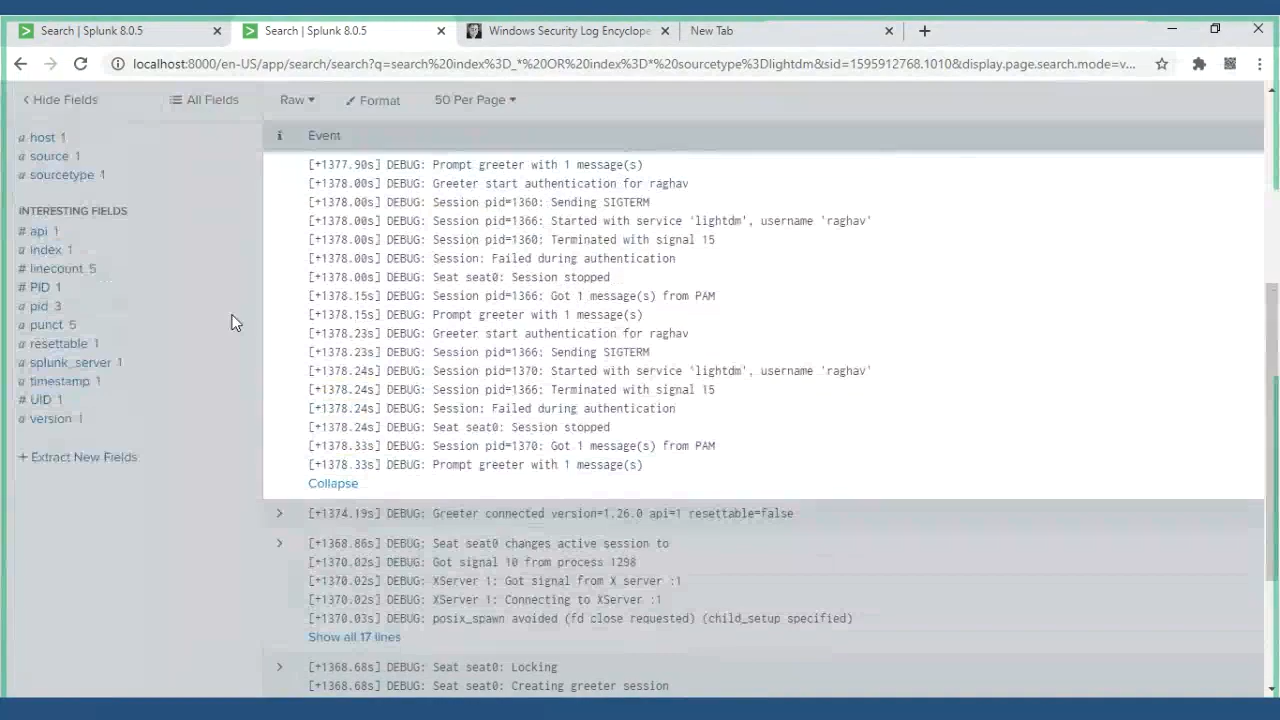 Search | Splunk 8.0.5
Search | Splunk 8.0.5
Windows Security Log Encyclope
New Tab
localhost:8000/en-US/app/search/search?q=search%20index%3D_*%20OR%20index%3D*%20sourcetype%3Dlightdm&sid=1595912768.1010&display.page.search.mode=v...
Hide Fields
All Fields
Raw
Format
50 Per Page
i Event
a host 1
a source 1
a sourcetype 1
INTERESTING FIELDS
# api 1
a index 1
# linecount 5
# PID 1
a pid 3
a punct 5
a resettable 1
a splunk_server 1
a timestamp 1
# UID 1
a version 1
+ Extract New Fields
[+1377.90s] DEBUG: Prompt greeter with 1 message(s)
[+1378.00s] DEBUG: Greeter start authentication for raghav
[+1378.00s] DEBUG: Session pid=1360: Sending SIGTERM
[+1378.00s] DEBUG: Session pid=1366: Started with service 'lightdm', username 'raghav'
[+1378.00s] DEBUG: Session pid=1360: Terminated with signal 15
[+1378.00s] DEBUG: Session: Failed during authentication
[+1378.00s] DEBUG: Seat seat0: Session stopped
[+1378.15s] DEBUG: Session pid=1366: Got 1 message(s) from PAM
[+1378.15s] DEBUG: Prompt greeter with 1 message(s)
[+1378.23s] DEBUG: Greeter start authentication for raghav
[+1378.23s] DEBUG: Session pid=1366: Sending SIGTERM
[+1378.24s] DEBUG: Session pid=1370: Started with service 'lightdm', username 'raghav'
[+1378.24s] DEBUG: Session pid=1366: Terminated with signal 15
[+1378.24s] DEBUG: Session: Failed during authentication
[+1378.24s] DEBUG: Seat seat0: Session stopped
[+1378.33s] DEBUG: Session pid=1370: Got 1 message(s) from PAM
[+1378.33s] DEBUG: Prompt greeter with 1 message(s)
Collapse
[+1374.19s] DEBUG: Greeter connected version=1.26.0 api=1 resettable=false
[+1368.86s] DEBUG: Seat seat0 changes active session to
[+1370.02s] DEBUG: Got signal 10 from process 1298
[+1370.02s] DEBUG: XServer 1: Got signal from X server :1
[+1370.02s] DEBUG: XServer 1: Connecting to XServer :1
[+1370.03s] DEBUG: posix_spawn avoided (fd close requested) (child_setup specified)
Show all 17 lines
[+1368.68s] DEBUG: Seat seat0: Locking
[+1368.68s] DEBUG: Seat seat0: Creating greeter session